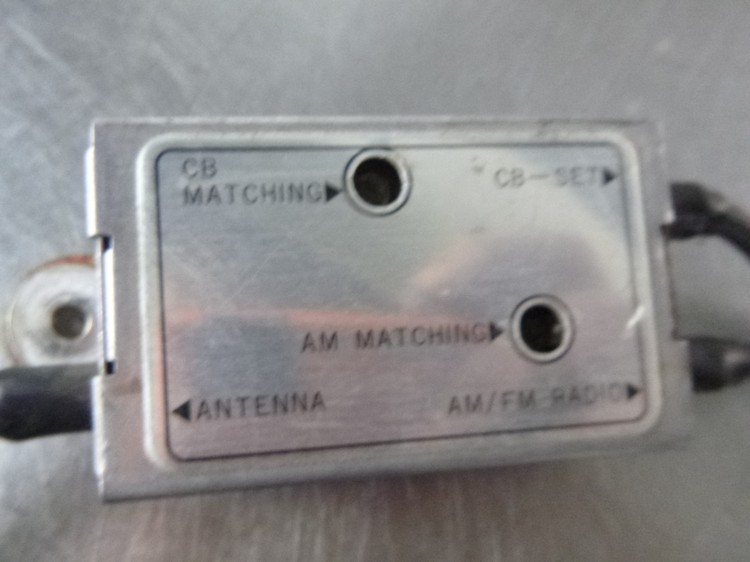 CB
MATCHING▶
CB-SET▶
AM MATCHING▶
◀ANTENNA
AM/FM RADIO▶